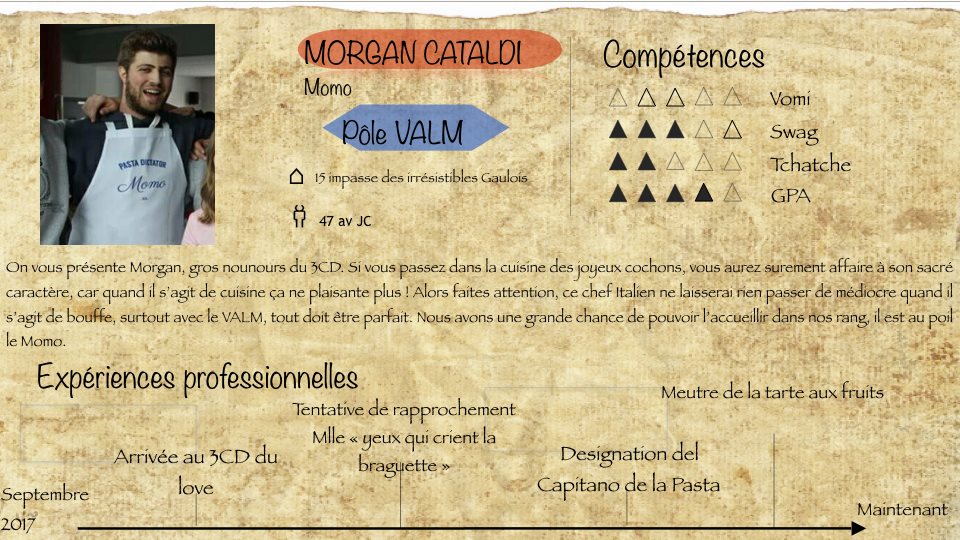 PASTA DICTATOR
Momo
MORGAN CATALDI
Momo
Pôle VALM
15 impasse des irrésistibles Gaulois
47 av JC
Compétences
Vomi
Swag
Tchatche
GPA
On vous présente Morgan, gros nounours du 3CD. Si vous passez dans la cuisine des joyeux cochons, vous aurez surement affaire à son sacré
caractère, car quand il s’agit de cuisine ça ne plaisante plus ! Alors faites attention, ce chef Italien ne laisserai rien passer de médiocre quand il
s’agit de bouffe, surtout avec le VALM, tout doit être parfait. Nous avons une grande chance de pouvoir l’accueillir dans nos rang, il est au poil
le Momo.
Expériences professionnelles
Septembre
2017
Arrivée au 3CD du
love
Tentative de rapprochement
Mlle « yeux qui crient la
braguette »
Designation del
Capitano de la Pasta
Meutre de la tarte aux fruits
Maintenant